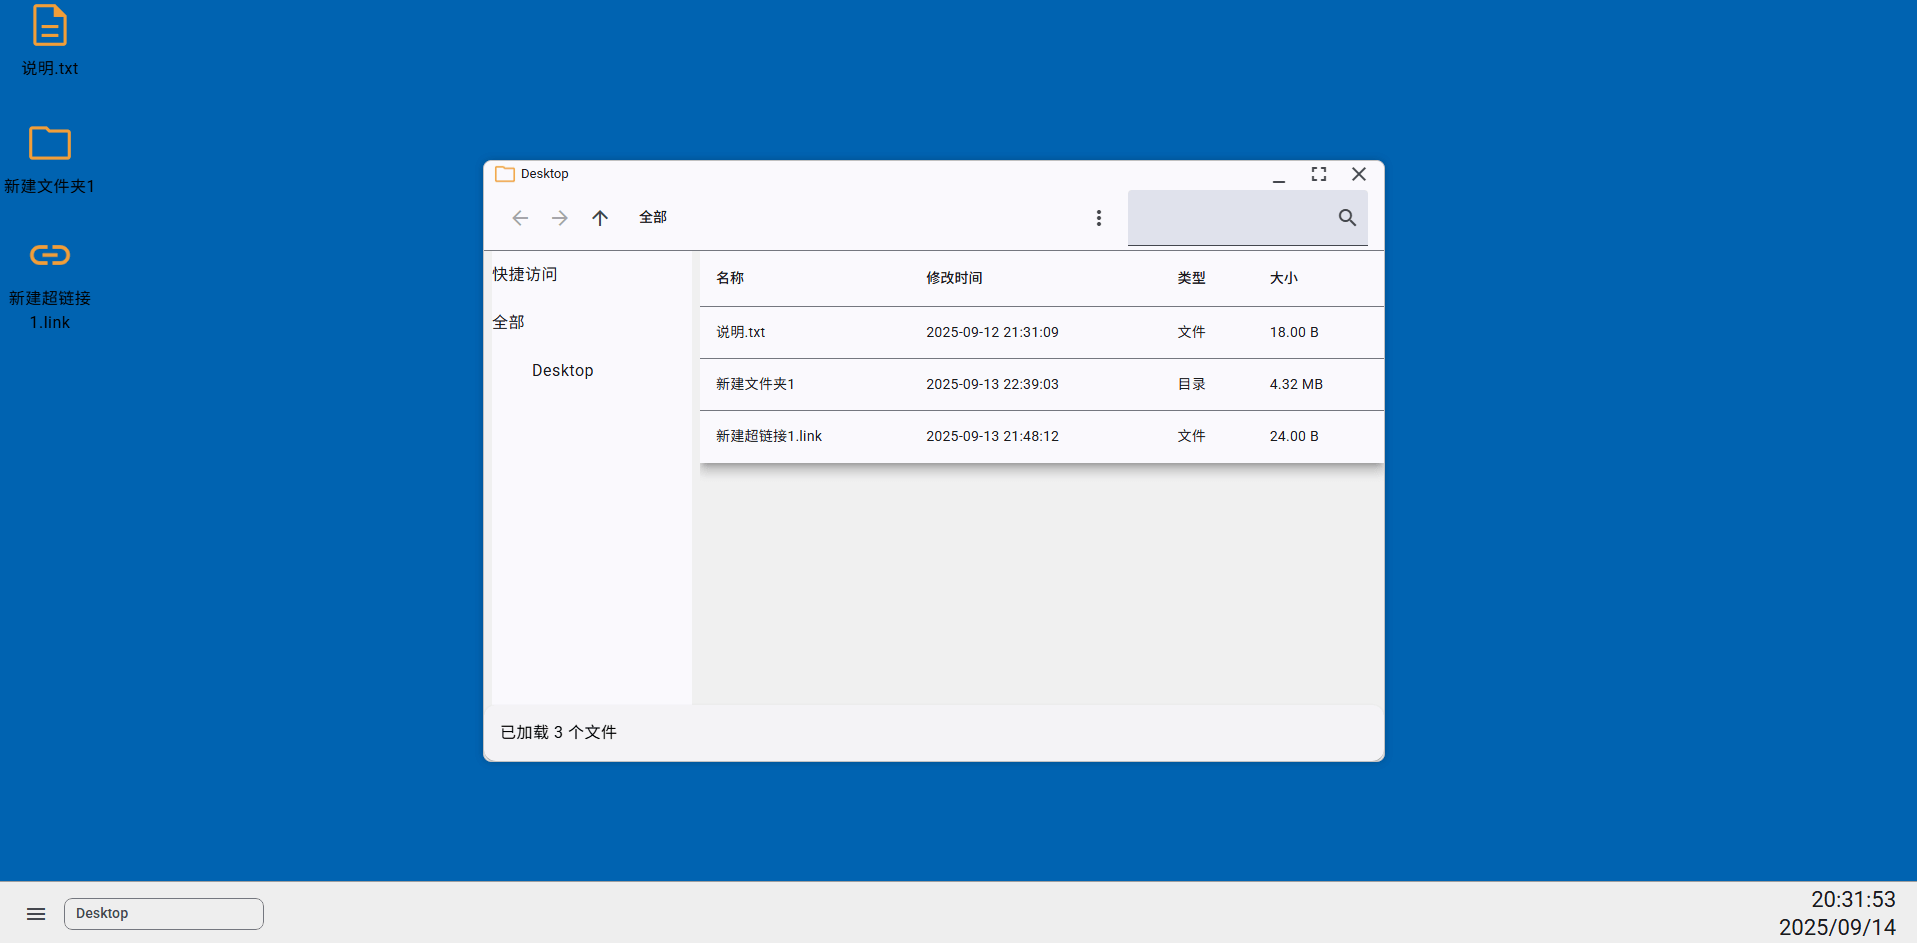 说明.txt
新建文件夹1
新建超链接
1.link
Desktop
全部
快捷访问
全部
Desktop
名称 修改时间 类型 大小
说明.txt 2025-09-12 21:31:09 文件 18.00 B
新建文件夹1 2025-09-13 22:39:03 目录 4.32 MB
新建超链接1.link 2025-09-13 21:48:12 文件 24.00 B
已加载 3 个文件
Desktop
20:31:53
2025/09/14